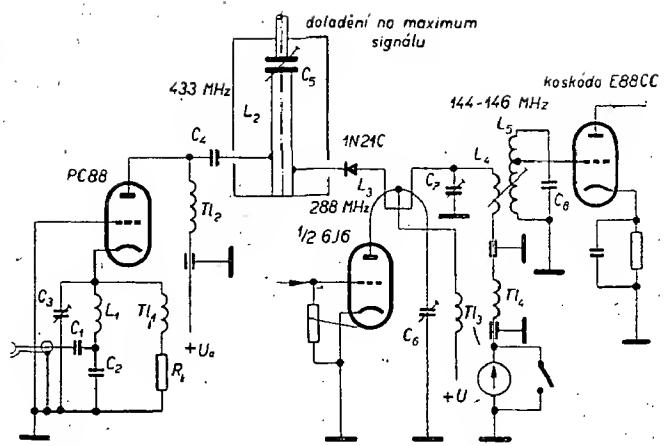 doladění na maximum
signálu
433 MHz
C5
L2
koskóda E88CC
144-146 MHz
C4
1N21C
L5
PC88
L3
C7
L4
C8
288 MHz
Tl2
1/2 6J6
C3
L1
Tl1
C6
Tl3
Tl4
C1
C2
+Ua
Rk
+U